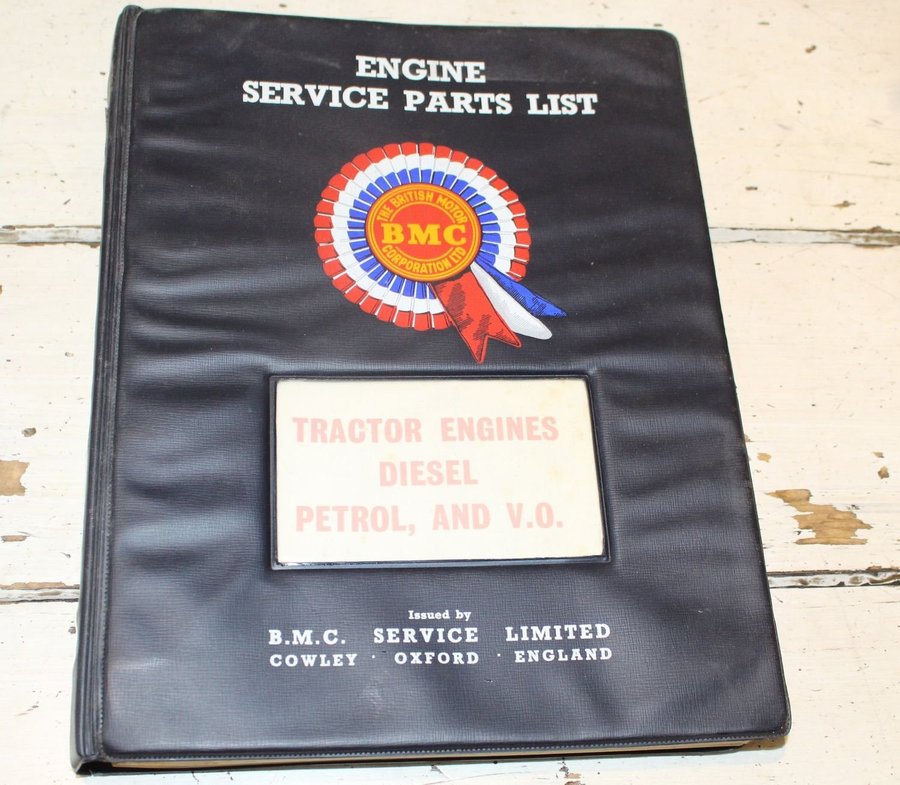 ENGINE
SERVICE PARTS LIST
THE BRITISH MOTOR
BMC
CORPORATION LTD
TRACTOR ENGINES
DIESEL
PETROL, AND V.O.
Issued by
B.M.C. SERVICE LIMITED
COWLEY · OXFORD · ENGLAND